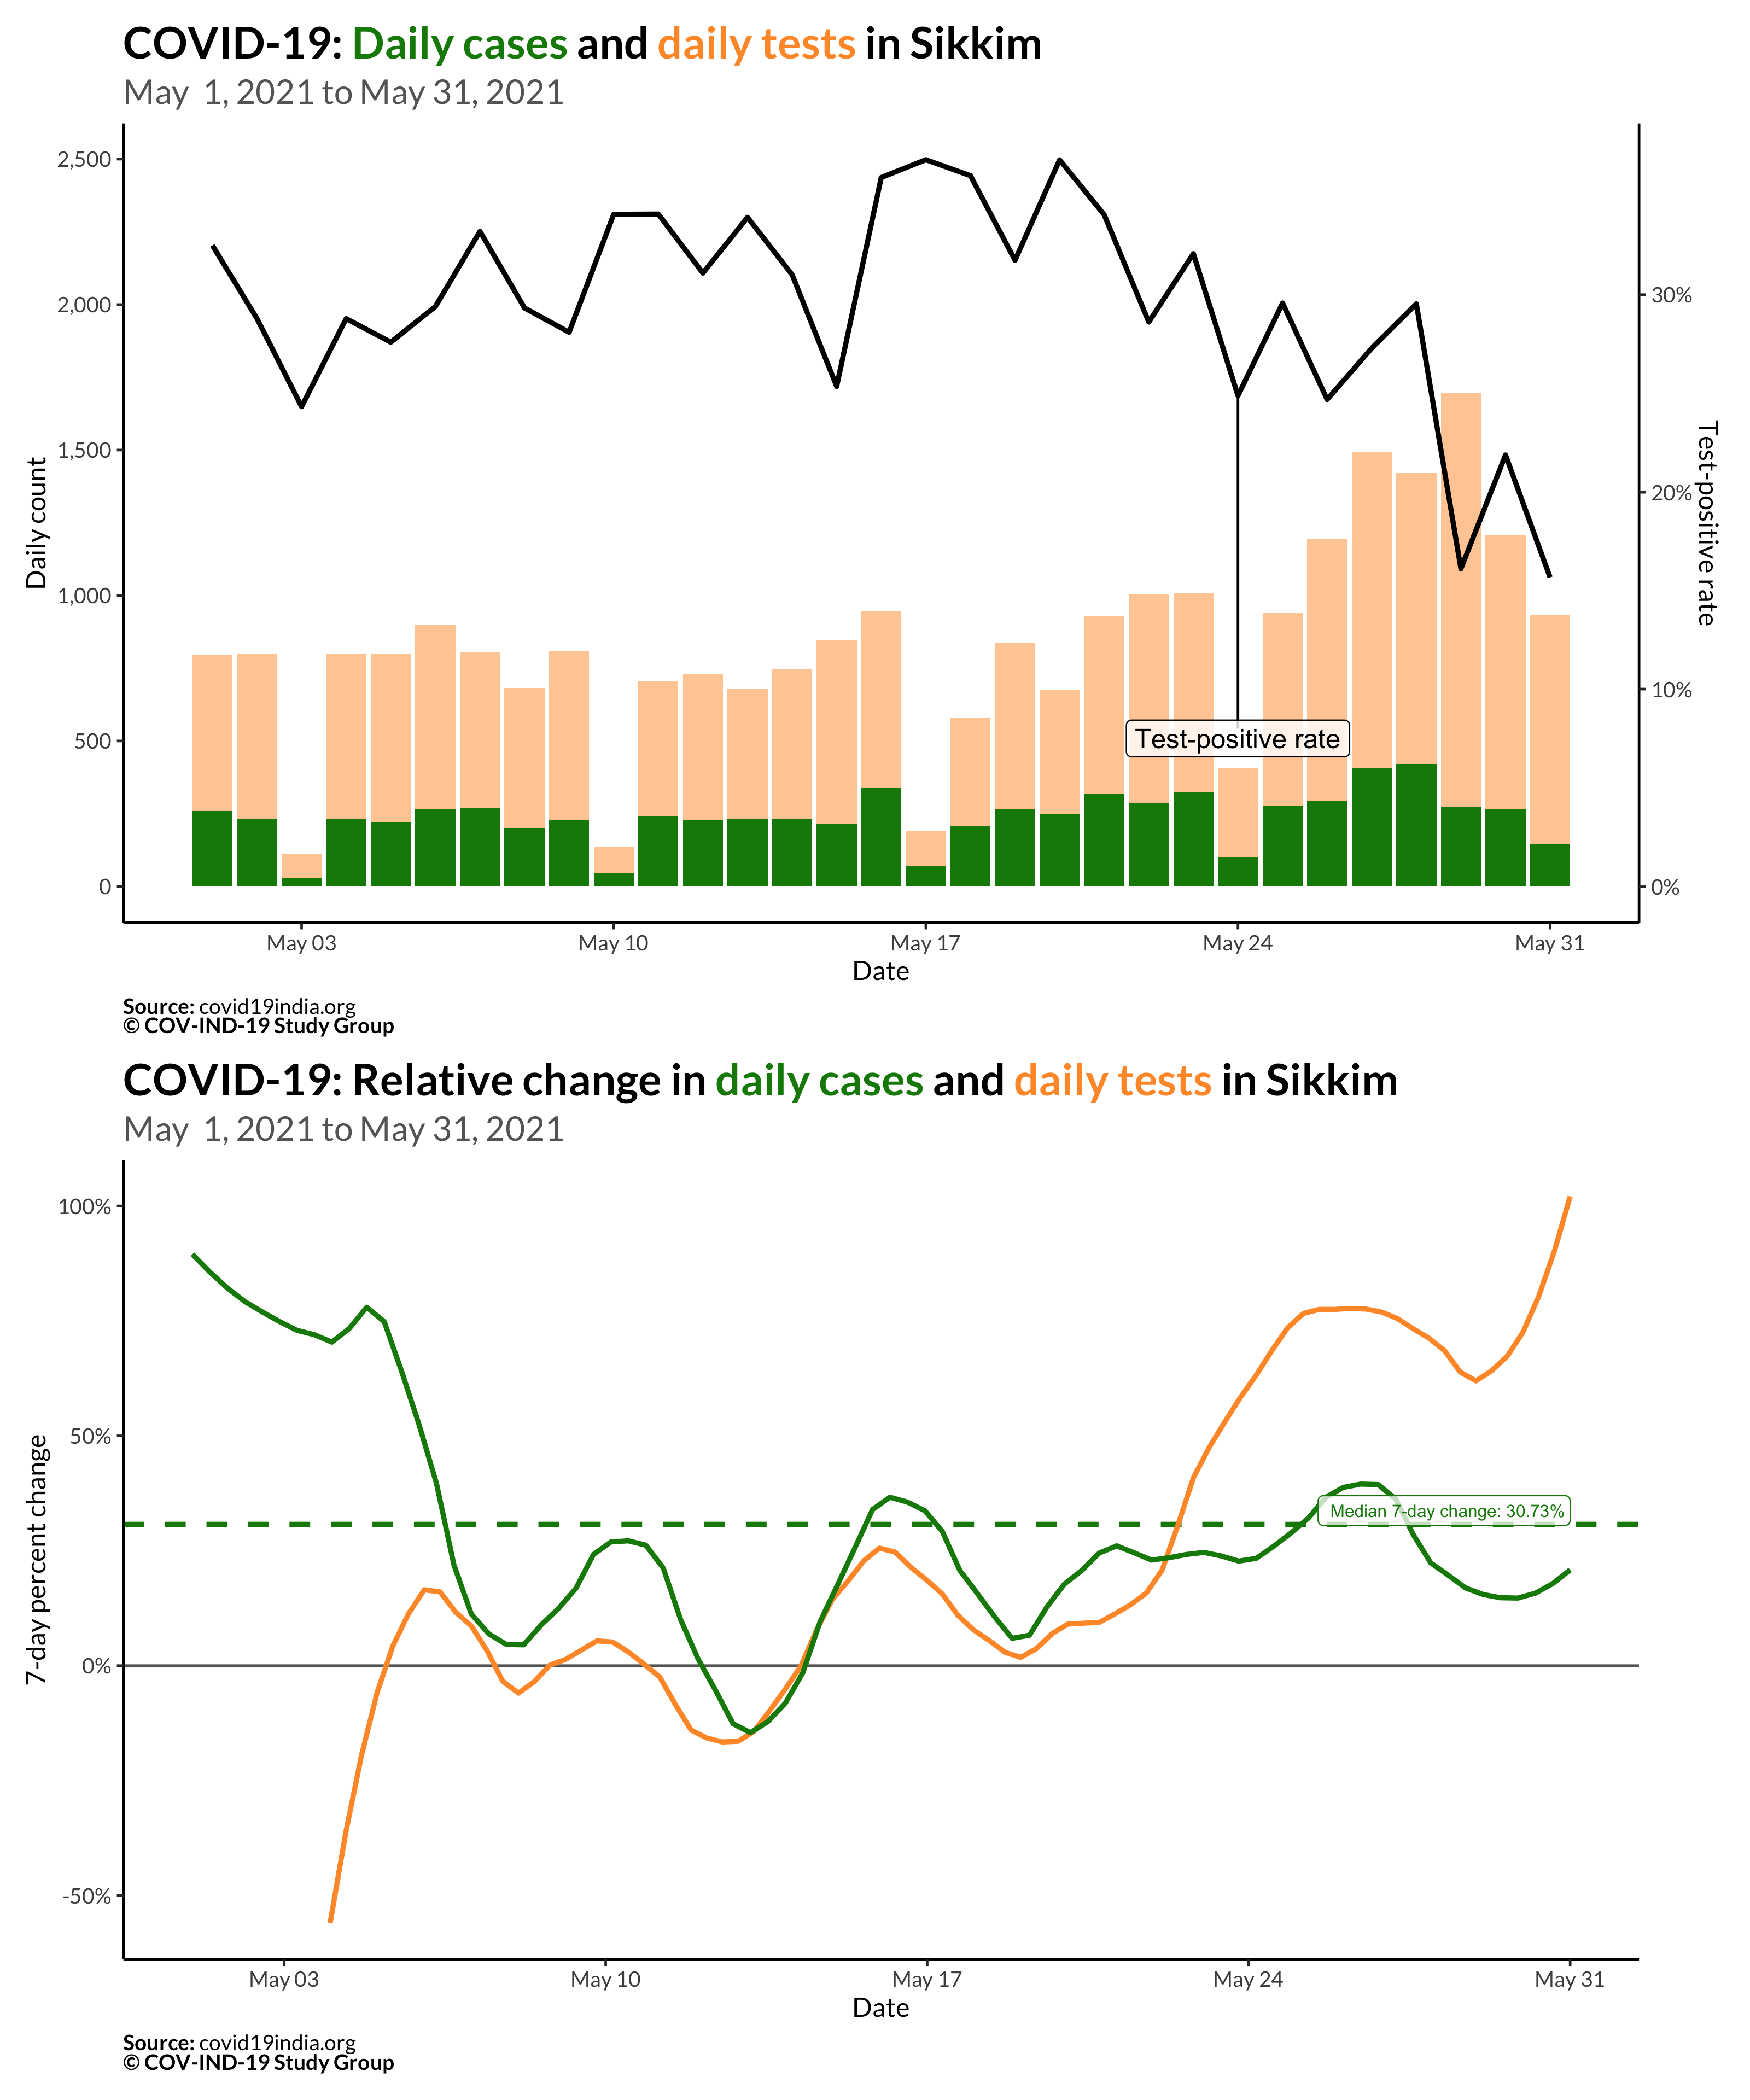 COVID-19: Daily cases and daily tests in Sikkim
May 1, 2021 to May 31, 2021
2,500
2,000
1,500
1,000
500
0
Daily count
30%
20%
10%
0%
Test-positive rate
Test-positive rate
May 03
May 10
May 17
May 24
May 31
Date
Source: covid19india.org
© COV-IND-19 Study Group
COVID-19: Relative change in daily cases and daily tests in Sikkim
May 1, 2021 to May 31, 2021
100%
50%
0%
-50%
7-day percent change
Median 7-day change: 30.73%
May 03
May 10
May 17
May 24
May 31
Date
Source: covid19india.org
© COV-IND-19 Study Group